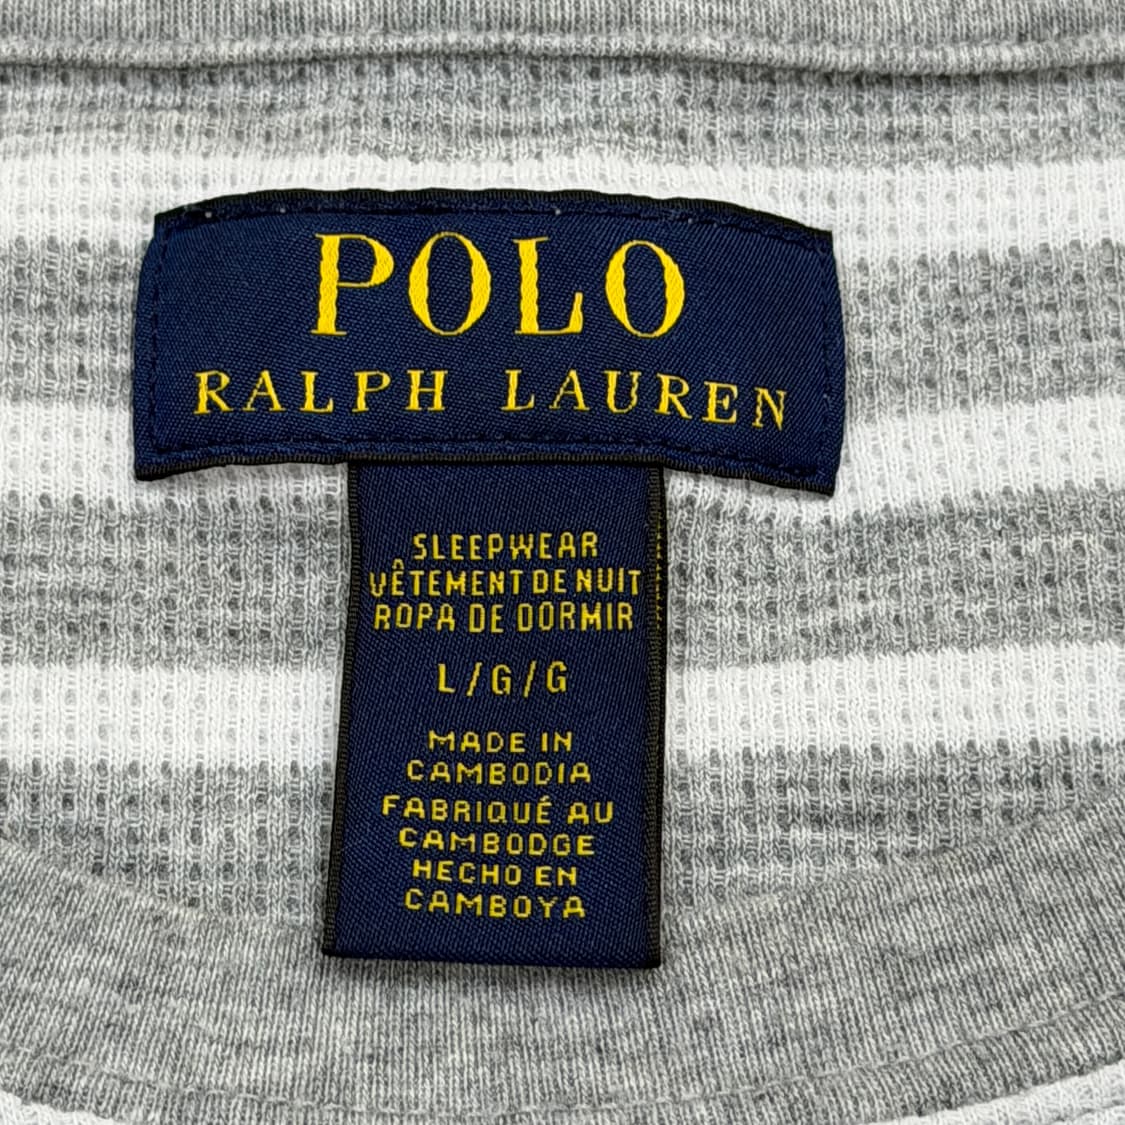 POLO
RALPH LAUREN
SLEEPWEAR
VÊTEMENT DE NUIT
ROPA DE DORMIR
L/G/G
MADE IN
CAMBODIA
FABRIQUÉ AU
CAMBODGE
HECHO EN
CAMBOYA